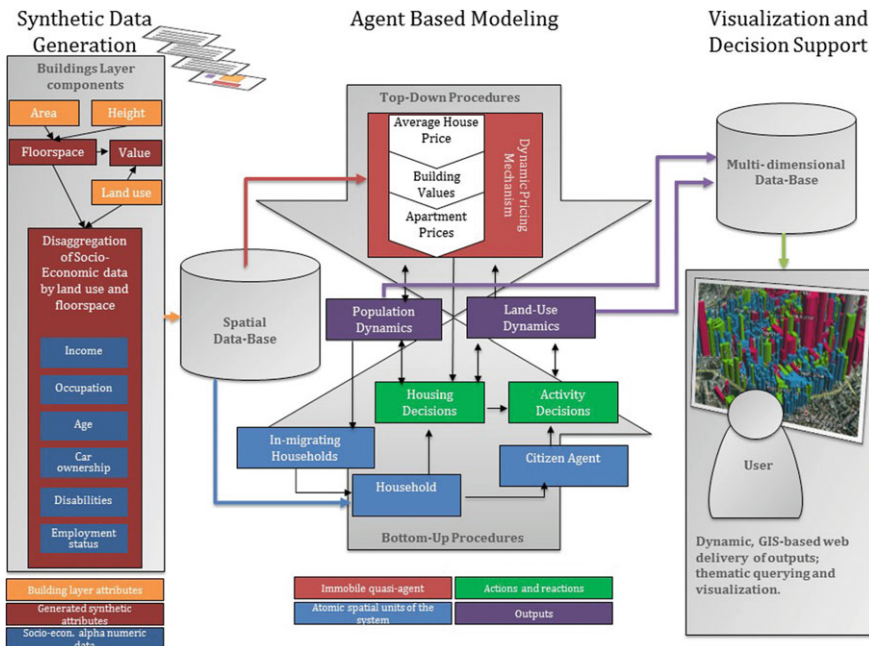 Synthetic Data
Generation
Agent Based Modeling
Visualization and
Decision Support
Buildings Layer
components
Area
Height
Floorspace
Value
Land use
Disaggregation
of Socio-
Economic data
by land use and
floorspace
Income
Occupation
Age
Car
ownership
Disabilities
Employment
status
Building layer attributes
Generated synthetic
attributes
Socio-econ. alpha numeric
data
Spatial
Data-Base
Top-Down Procedures
Average House
Price
Building
Values
Apartment
Prices
Dynamic Pricing
Mechanism
Population
Dynamics
Land-Use
Dynamics
Housing
Decisions
Activity
Decisions
In-migrating
Households
Citizen Agent
Household
Bottom-Up Procedures
Immobile quasi-agent
Actions and reactions
Atomic spatial units of the
system
Outputs
Multi- dimensional
Data-Base
User
Dynamic, GIS-based web
delivery of outputs;
thematic querying and
visualization.